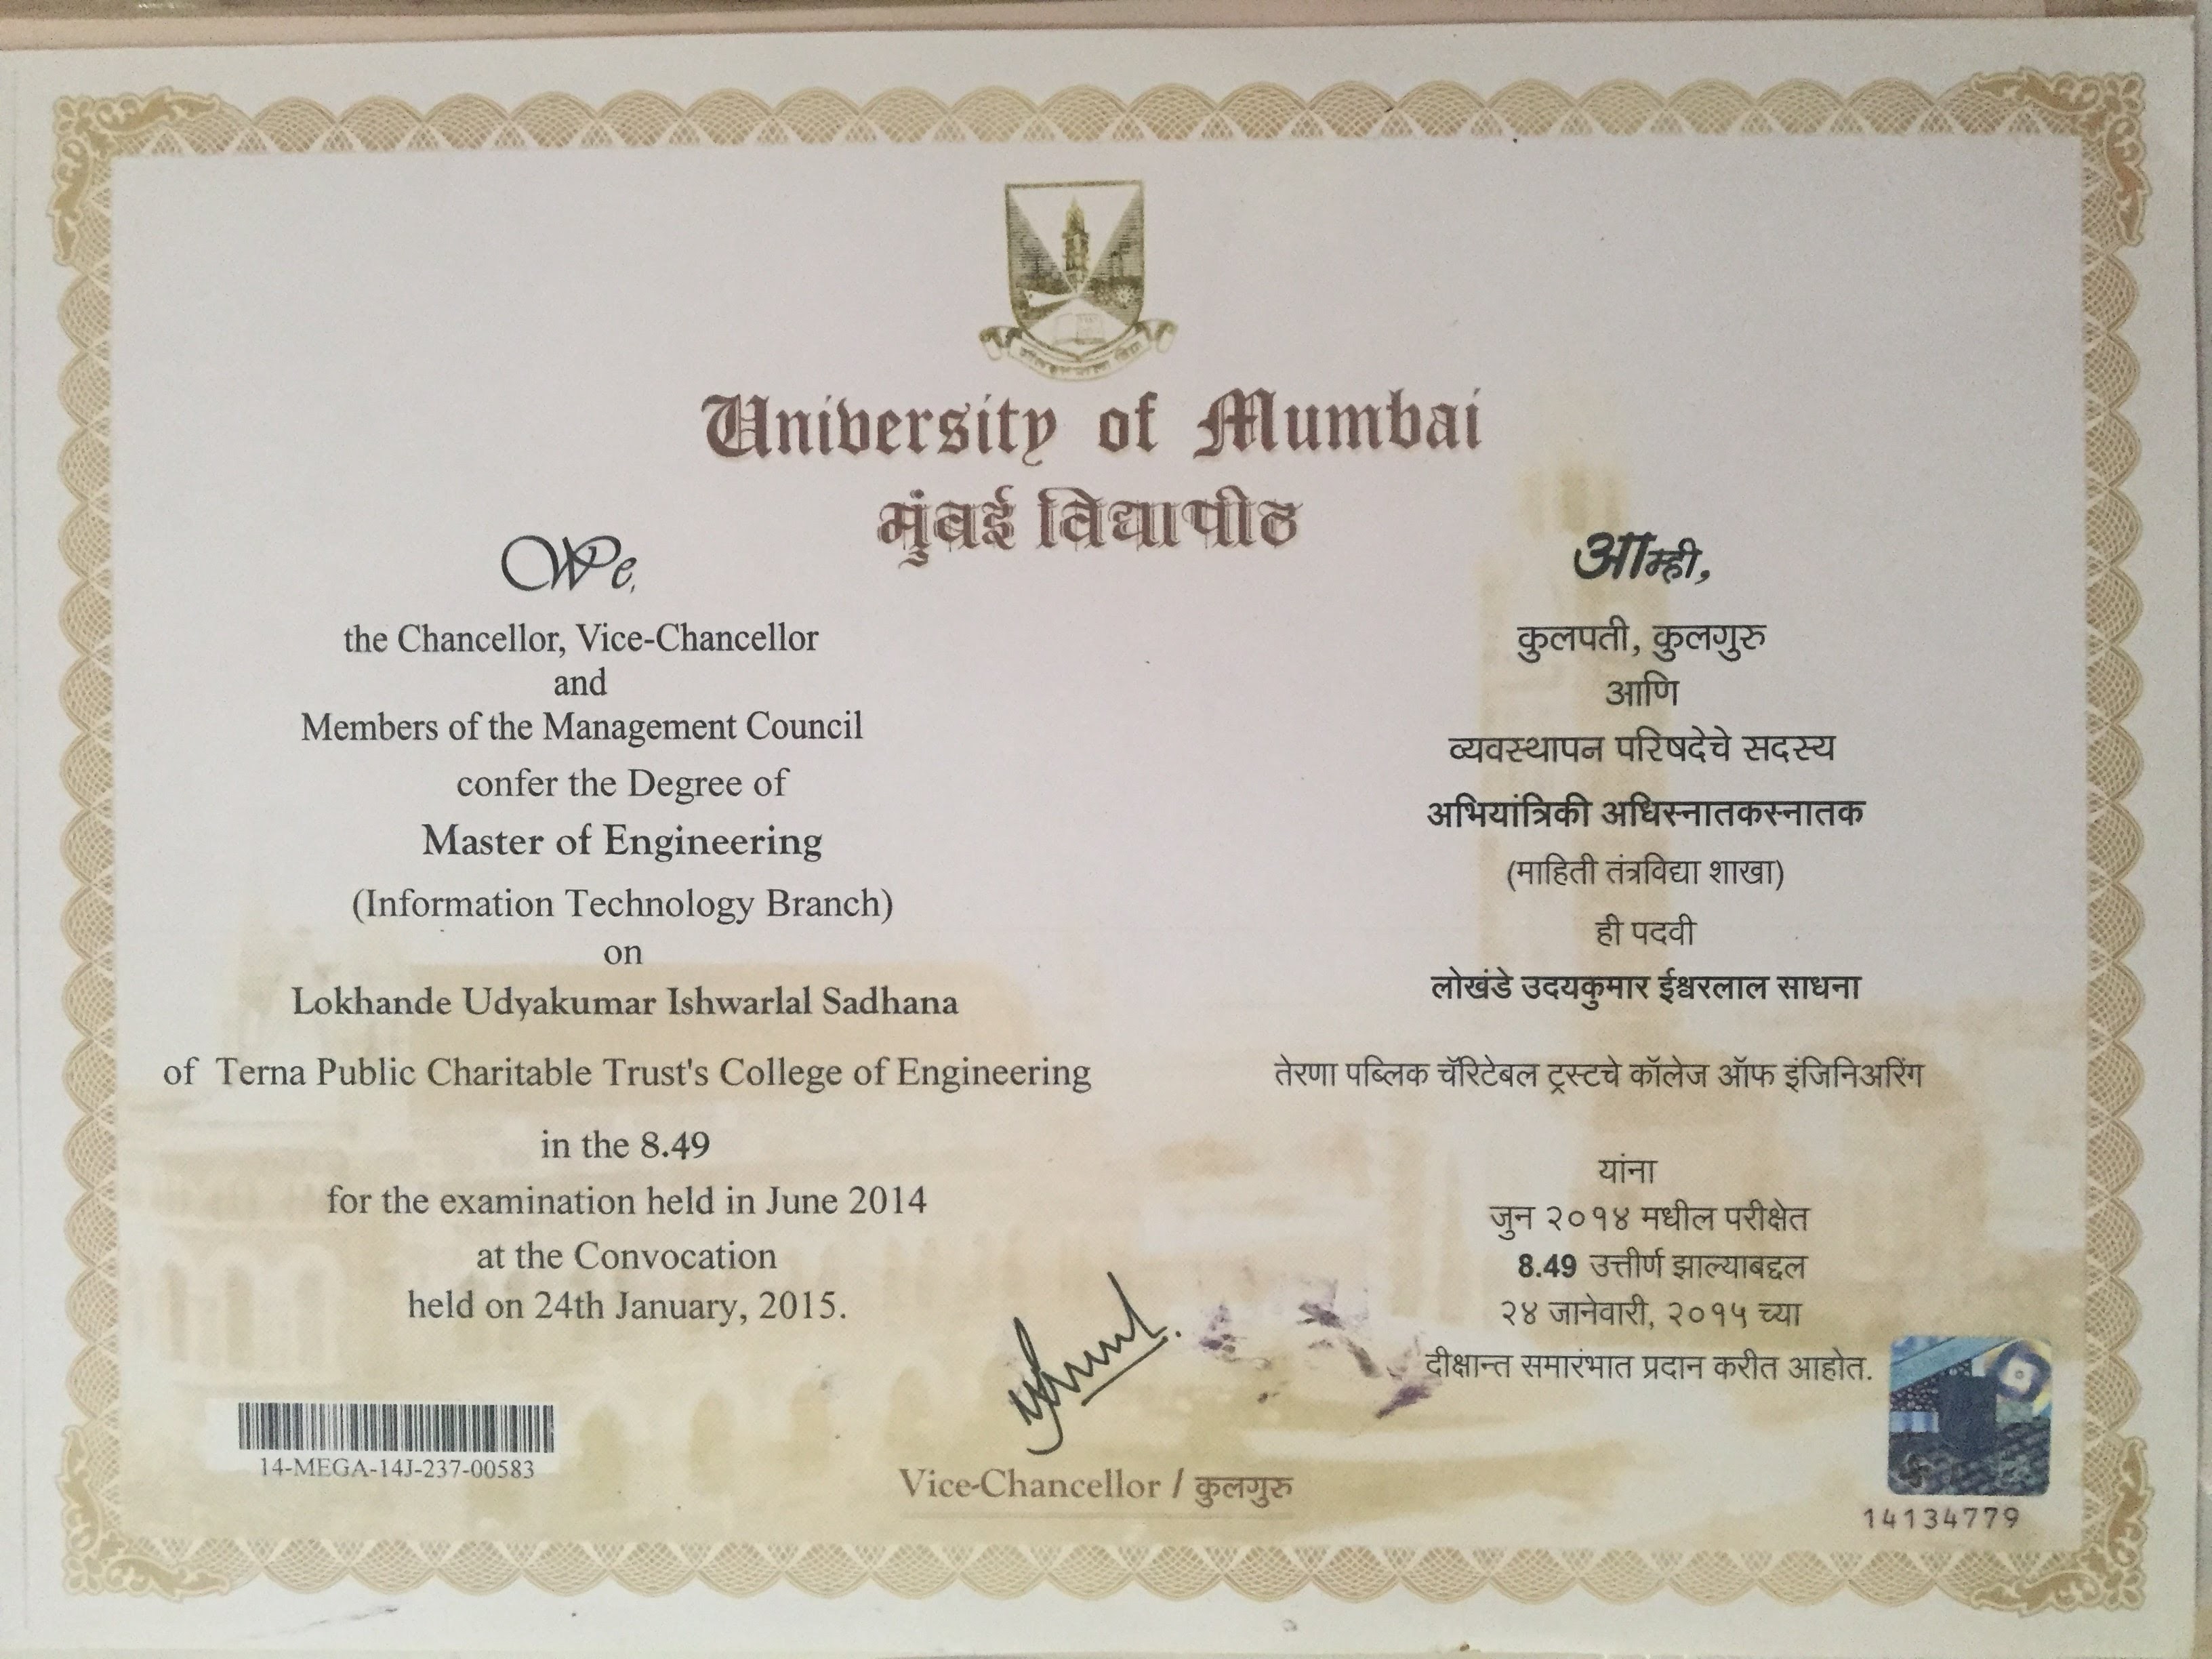 University of Mumbai
मुंबई विद्यापीठ
We,
the Chancellor, Vice-Chancellor
and
Members of the Management Council
confer the Degree of
Master of Engineering
(Information Technology Branch)
on
Lokhande Udyakumar Ishwarlal Sadhana
of Terna Public Charitable Trust's College of Engineering
in the 8.49
for the examination held in June 2014
at the Convocation
held on 24th January, 2015.
14-MEGA-14J-237-00583
आम्ही,
कुलपती, कुलगुरु
आणि
व्यवस्थापन परिषदेचे सदस्य
अभियांत्रिकी अधिस्नातकस्नातक
(माहिती तंत्रविद्या शाखा)
ही पदवी
लोखंडे उदयकुमार ईश्वरलाल साधना
तेरणा पब्लिक चॅरिटेबल ट्रस्टचे कॉलेज ऑफ इंजिनिअरिंग
यांना
जुन २०१४ मधील परीक्षेत
8.49 उत्तीर्ण झाल्याबद्दल
२४ जानेवारी, २०१५ च्या
दीक्षान्त समारंभात प्रदान करीत आहोत.
Vice-Chancellor / कुलगुरु
14134779